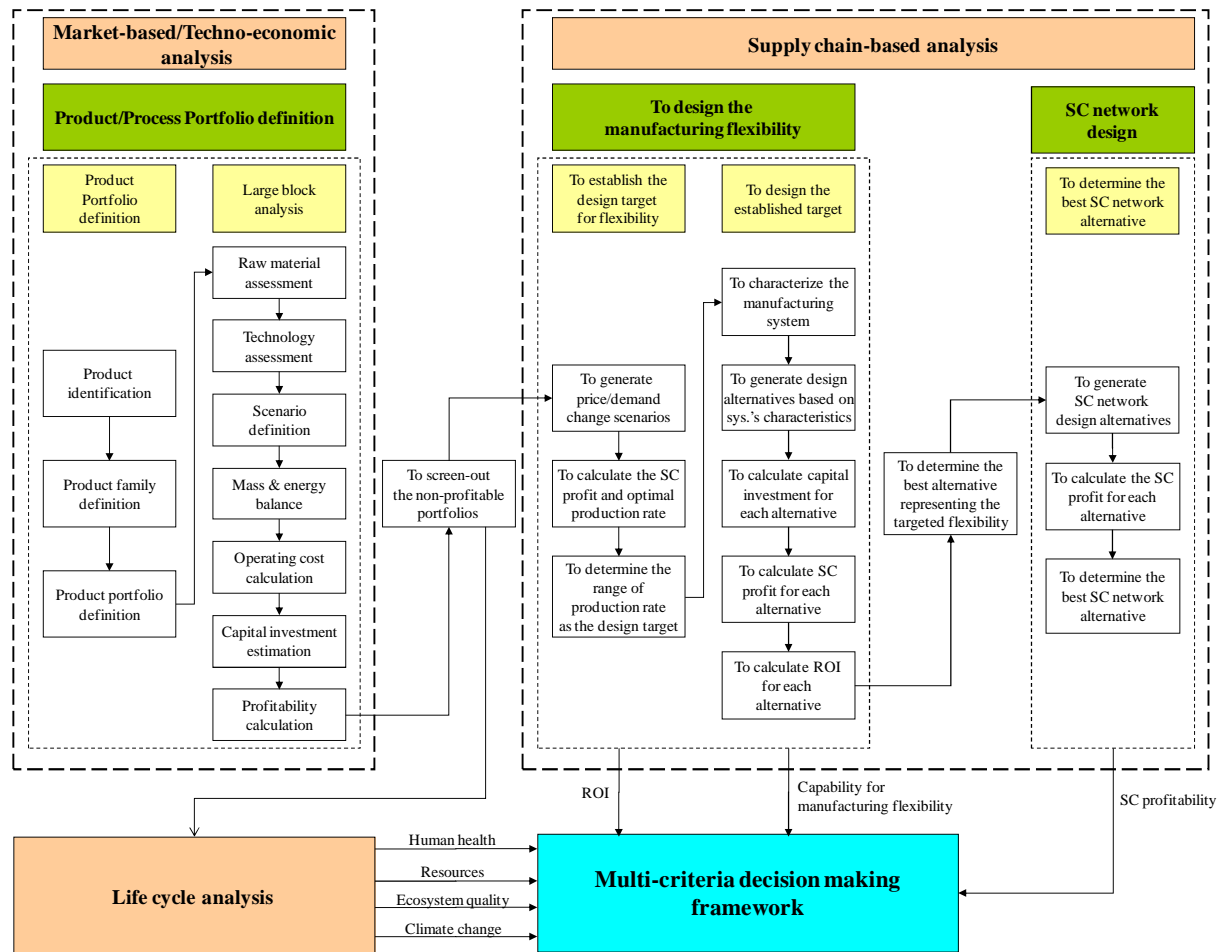 Market-based/Techno-economic
analysis
Product/Process Portfolio definition
Product
Portfolio
definition
Large block
analysis
Raw material
assessment
Technology
assessment
Product
identification
Scenario
definition
Product family
definition
Mass & energy
balance
Operating cost
calculation
Product portfolio
definition
Capital investment
estimation
Profitability
calculation
To screen-out
the non-profitable
portfolios
Supply chain-based analysis
To design the
manufacturing flexibility
To establish the
design target
for flexibility
To design the
established target
To generate
price/demand
change scenarios
To calculate the SC
profit and optimal
production rate
To determine the
range of
production rate
as the design target
To characterize the
manufacturing
system
To generate design
alternatives based on
sys.'s characteristics
To calculate capital
investment for
each alternative
To calculate SC
profit for each
alternative
To calculate ROI
for each
alternative
To determine the
best alternative
representing the
targeted flexibility
SC network
design
To determine the
best SC network
alternative
To generate
SC network
design alternatives
To calculate the SC
profit for each
alternative
To determine the
best SC network
alternative
ROI
Capability for
manufacturing flexibility
SC profitability
Life cycle analysis
Human health
Resources
Ecosystem quality
Climate change
Multi-criteria decision making
framework